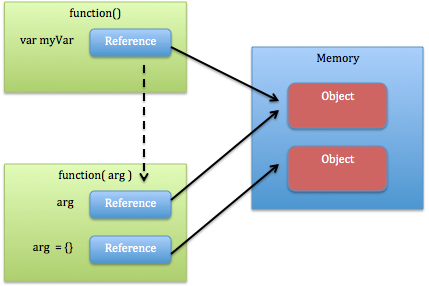 function()
var myVar Reference
Memory
Object
Object
function( arg )
arg Reference
arg = {} Reference